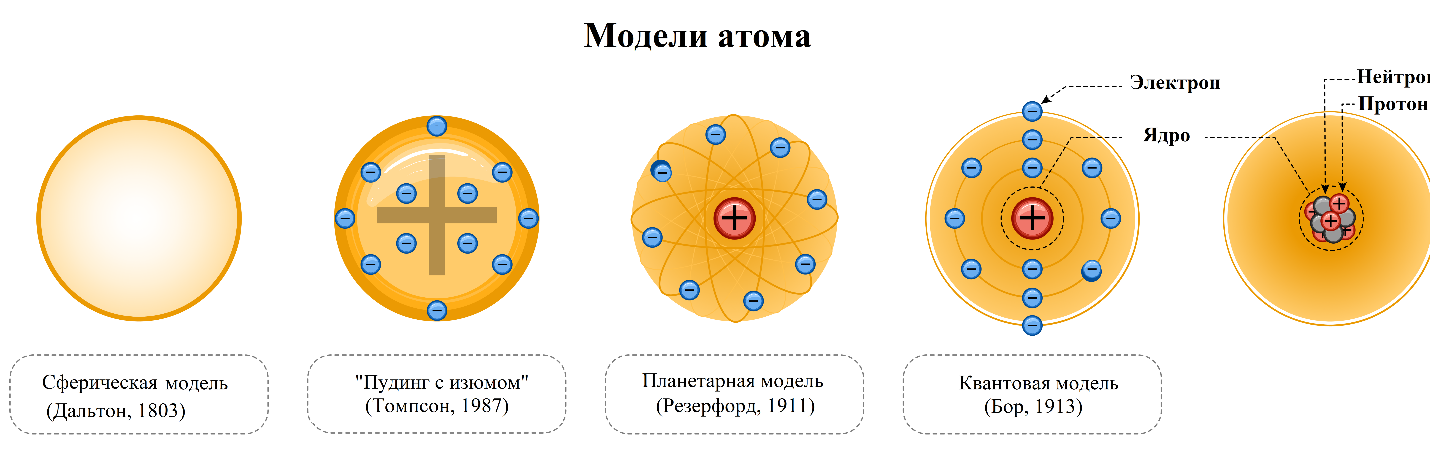 Модели атома
Электрон
Ядро
Протон
Сферическая модель
(Дальтон, 1803)
"Пудинг с изюмом"
(Томпсон, 1987)
Планетарная модель
(Резерфорд, 1911)
Квантовая модель
(Бор, 1913)